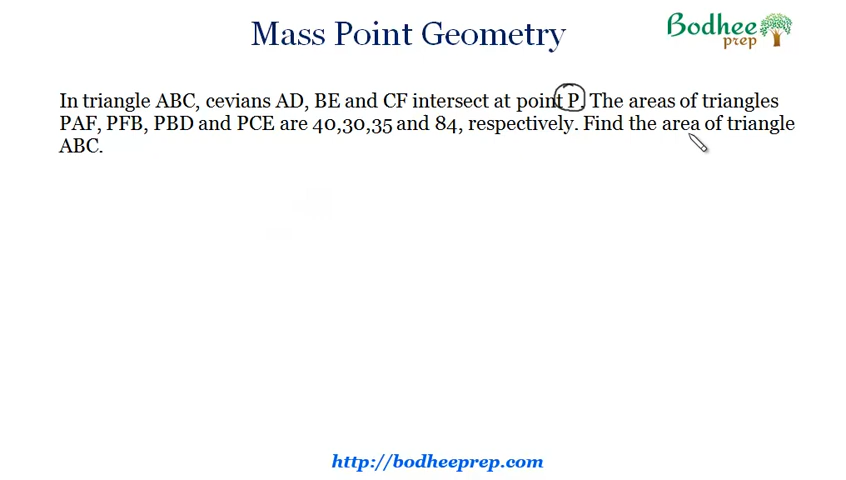 Mass Point Geometry
Bodhee
prep
In triangle ABC, cevians AD, BE and CF intersect at point P. The areas of triangles
PAF, PFB, PBD and PCE are 40,30,35 and 84, respectively. Find the area of triangle
ABC.
http://bodheeprep.com